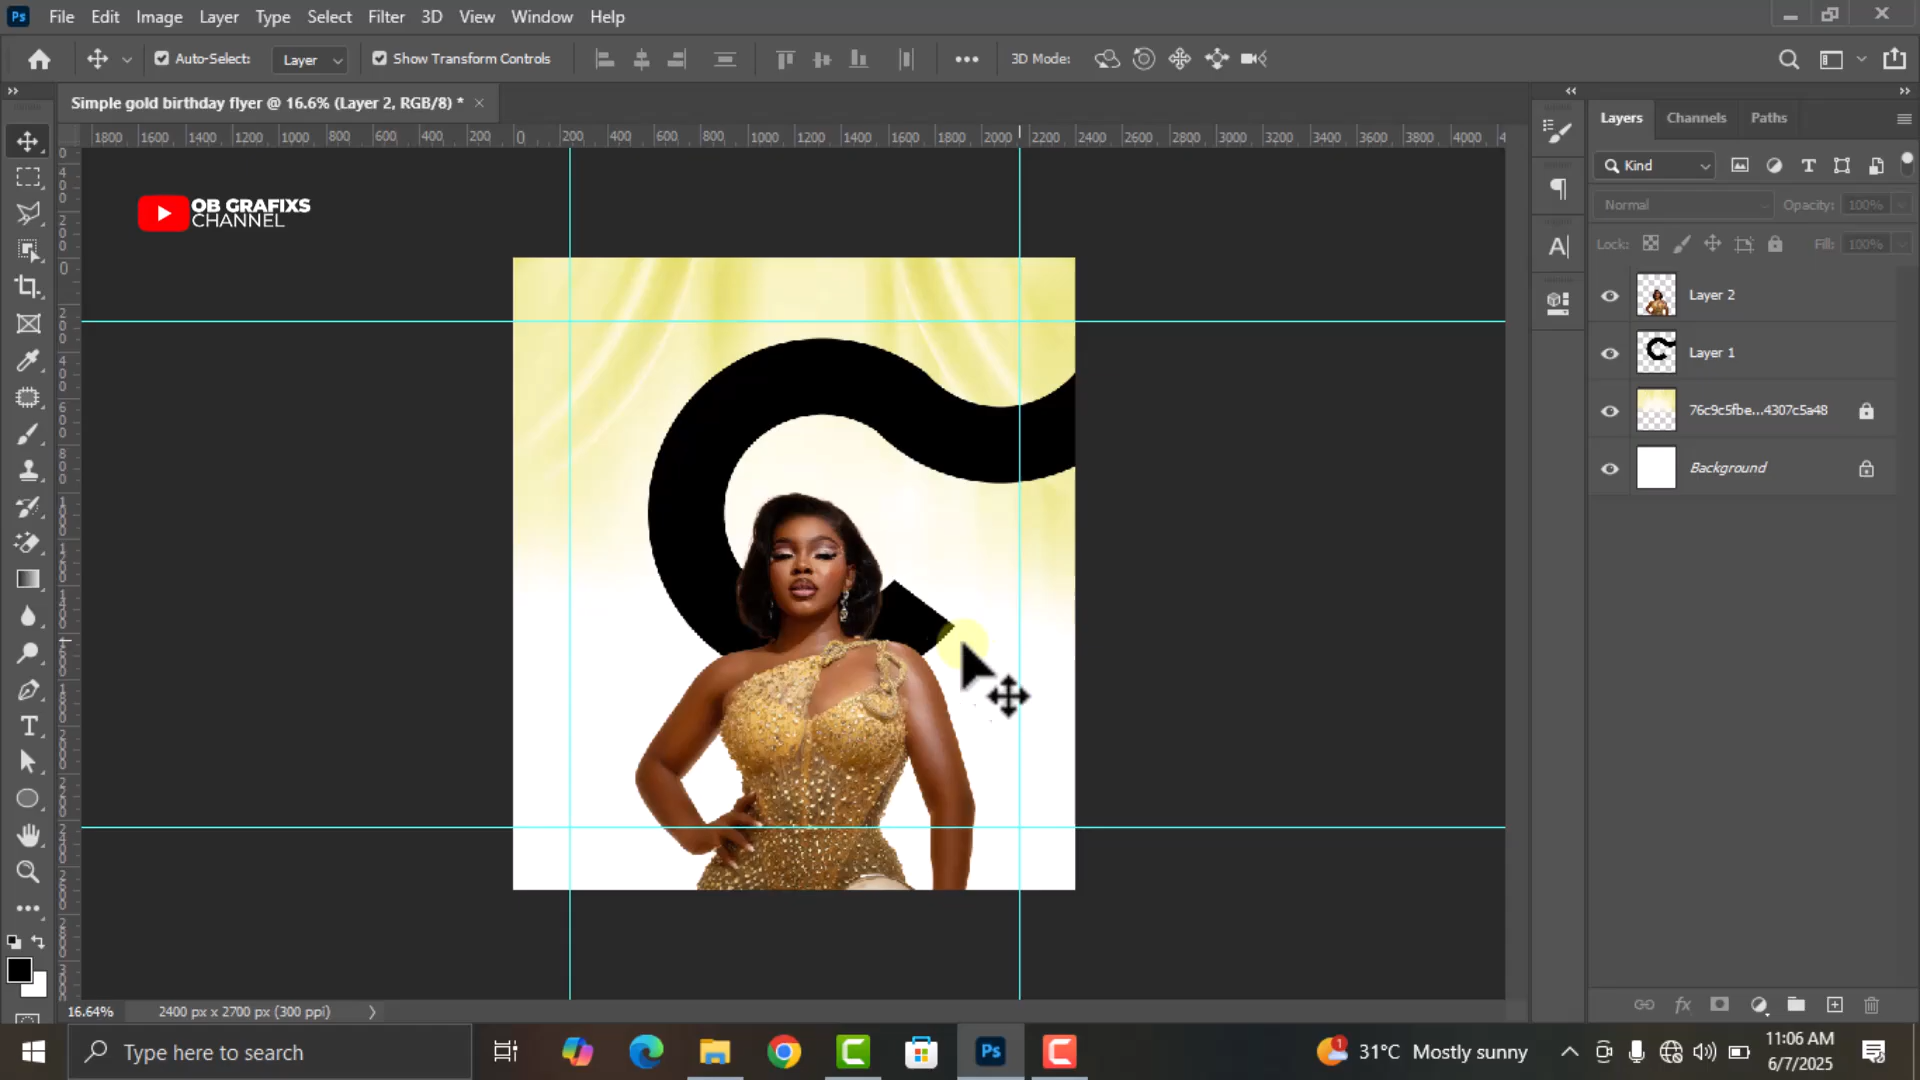 Ps File Edit Image Layer Type Select Filter 3D View Window Help
Auto-Select: Layer Show Transform Controls 3D Mode:
Simple gold birthday flyer @ 16.6% (Layer 2, RGB/8) *
1800 1600 1400 1200 1000 800 600 400 200 0 200 400 600 800 1000 1200 1400 1600 1800 2000 2200 2400 2600 2800 3000 3200 3400 3600 3800 4000
OB GRAFIXS
CHANNEL
Layers Channels Paths
Kind
Normal Opacity: 100%
Lock: Fill: 100%
Layer 2
Layer 1
76c9c5fbe...4307c5a48
Background
16.64% 2400 px x 2700 px (300 ppi)
Type here to search
Ps
1
31°C Mostly sunny
11:06 AM
6/7/2025